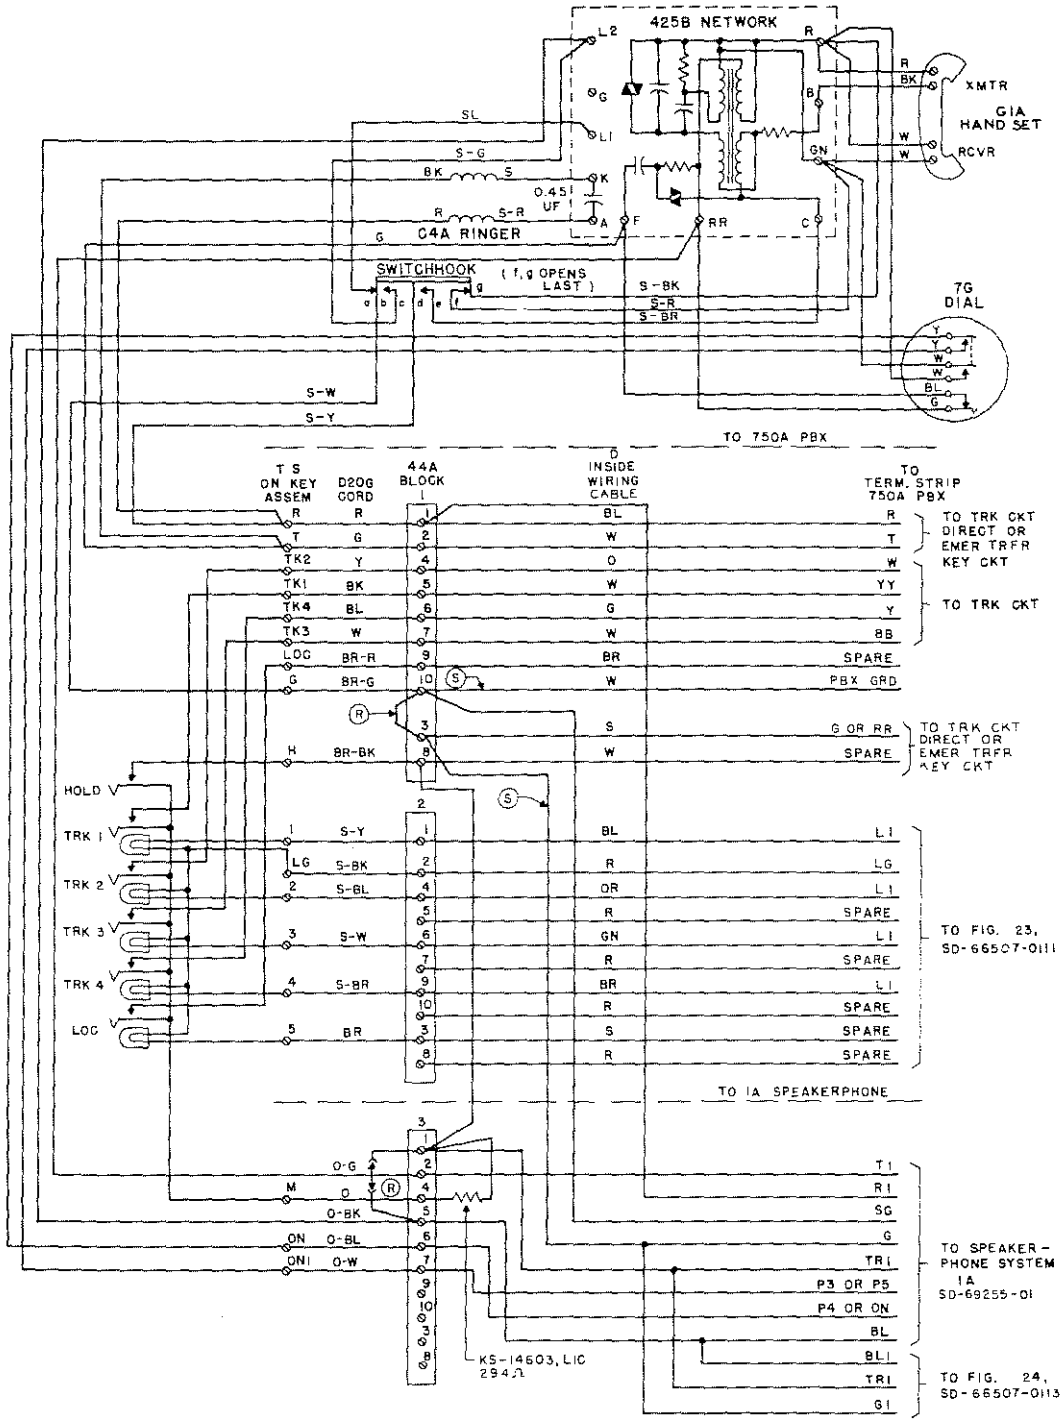 425B NETWORK
L2
R
G
B
L1
GN
K
0.45 UF
A
F
RR
C
R
BK
XMTR
G1A HAND SET
W
W
RCVR
SL
S-G
BK
S
R
S-R
G
C4A RINGER
SWITCHHOOK
( f, g OPENS LAST )
a
b
c
d
e
f
g
S-BK
S-R
S-BR
7G DIAL
Y
Y
W
W
BL
G
S-W
S-Y
TO 750A PBX
T S ON KEY ASSEM
D20G CORD
44A BLOCK
1
D INSIDE WIRING CABLE
TO TERM. STRIP 750A PBX
R R 1 BL R
T G 2 W T
TO TRK CKT DIRECT OR EMER TRFR KEY CKT
TK2 Y 4 O W
TK1 BK 5 W YY
TK4 BL 6 G Y
TK3 W 7 W 8B
TO TRK CKT
LOC BR-R 9 BR SPARE
G BR-G 10 S W PBX GRD
R
3 S G OR RR
H BR-BK 8 W SPARE
TO TRK CKT DIRECT OR EMER TRFR KEY CKT
HOLD
S
2
TRK 1
1 S-Y 1 BL L1
LG S-BK 2 R LG
TRK 2
2 S-BL 4 OR L1
5 R SPARE
TRK 3
3 S-W 6 GN L1
7 R SPARE
TRK 4
4 S-BR 9 BR L1
10 R SPARE
LOC
5 BR 3 S SPARE
8 R SPARE
TO FIG. 23,
SD-66507-0111
TO 1A SPEAKERPHONE
3
1
O-G 2 T1
M O R 4 R1
O-BK 5 SG
ON O-BL 6 G
ON1 O-W 7 TR1
9 P3 OR P5
10 P4 OR ON
3 BL
8
TO SPEAKER-
PHONE SYSTEM
1A
SD-69255-01
KS-14603, L1C
294Ω
BL1
TR1
G1
TO FIG. 24,
SD-66507-0113